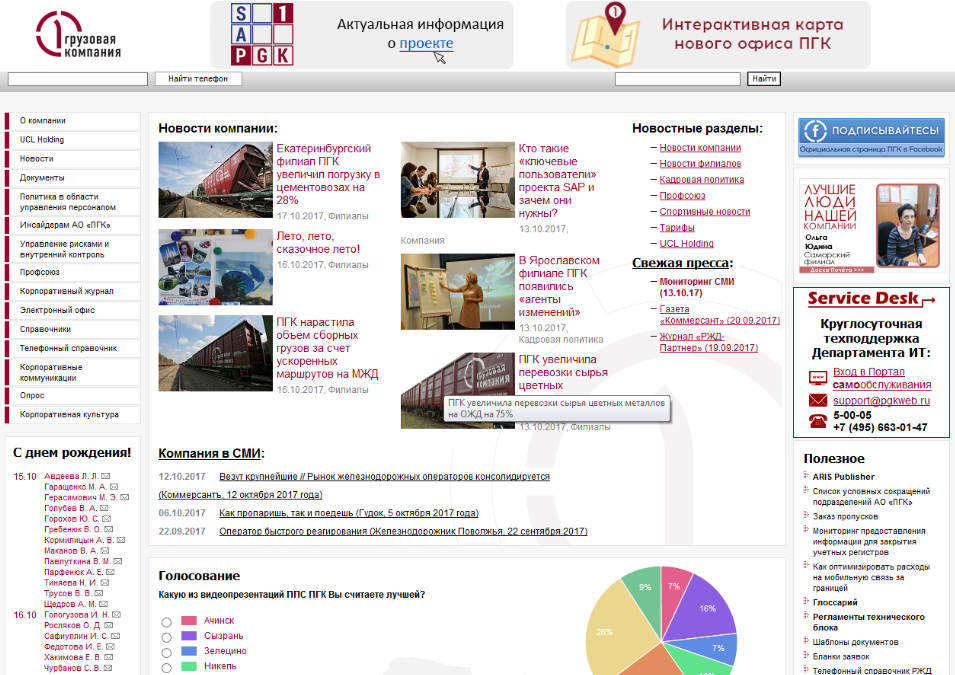 грузовая
компания
S 1
A
PGK
Актуальная информация
о проекте
1
Интерактивная карта
нового офиса ПГК
Найти телефон
Найти
О компании
UCL Holding
Новости
Документы
Политика в области
управления персоналом
Инсайдерам АО «ПГК»
Управление рисками и
внутренний контроль
Профсоюз
Корпоративный журнал
Электронный офис
Справочники
Телефонный справочник
Корпоративные
коммуникации
Опрос
Корпоративная культура
С днем рождения!
15.10 Авдеева Л. Л.
Гаращенко М. А.
Герасимович М. Э.
Голубев В. А.
Горохов Ю. С.
Гребенюк В. О.
Кормилицын А. В.
Маканов В. А.
Павлуткина В. М.
Парфенюк А. Е.
Тиняева Н. И.
Трусов В. В.
Щедров А. М.
16.10 Гологузова И. Н.
Росляков О. Д.
Сафиуллин И. С.
Федотова И. Е.
Хакимова Е. В.
Чурбанов С. В.
Новости компании:
Екатеринбургский
филиал ПГК
увеличил погрузку в
цементовозах на
28%
17.10.2017, Филиалы
Лето, лето,
сказочное лето!
16.10.2017, Филиалы
ПГК нарастила
объем сборных
грузов за счет
ускоренных
маршрутов на МЖД
16.10.2017, Филиалы
Кто такие
«ключевые
пользователи»
проекта SAP и
зачем они
нужны?
13.10.2017,
Компания
В Ярославском
филиале ПГК
появились
«агенты
изменений»
13.10.2017,
Кадровая политика
ПГК увеличила
перевозки сырья
цветных
грузовая
компания
ПГК увеличила перевозки сырья цветных металлов
на ОЖД на 75%
13.10.2017, Филиалы
Новостные разделы:
– Новости компании
– Новости филиалов
– Кадровая политика
– Профсоюз
– Спортивные новости
– Тарифы
– UCL Holding
Свежая пресса:
– Мониторинг СМИ
(13.10.17)
– Газета
«Коммерсант» (20.09.2017)
– Журнал «РЖД-
Партнер» (19.09.2017)
Компания в СМИ:
12.10.2017 Везут крупнейшие // Рынок железнодорожных операторов консолидируется
(Коммерсантъ, 12 октября 2017 года)
06.10.2017 Как пропаришь, так и поедешь (Гудок, 5 октября 2017 года)
22.09.2017 Оператор быстрого реагирования (Железнодорожник Поволжья, 22 сентября 2017)
Голосование
Какую из видеопрезентаций ППС ПГК Вы считаете лучшей?
Ачинск
Сызрань
Зелецино
Никель
9%
7%
16%
7%
26%
ПОДПИСЫВАЙТЕСЬ!
Официальная страница ПГК в Facebook
ЛУЧШИЕ
ЛЮДИ
НАШЕЙ
КОМПАНИИ
Ольга
Юдина
Самарский
филиал
Доска Почёта >>>
Service Desk
Круглосуточная
техподдержка
Департамента ИТ:
Вход в Портал
самообслуживания
support@pgkweb.ru
5-00-05
+7 (495) 663-01-47
Полезное
ARIS Publisher
Список условных сокращений
подразделений АО «ПГК»
Заказ пропусков
Мониторинг предоставления
информации для закрытия
учетных регистров
Как оптимизировать расходы
на мобильную связь за
границей
Глоссарий
Регламенты технического
блока
Шаблоны документов
Бланки заявок
Телефонный справочник РЖД